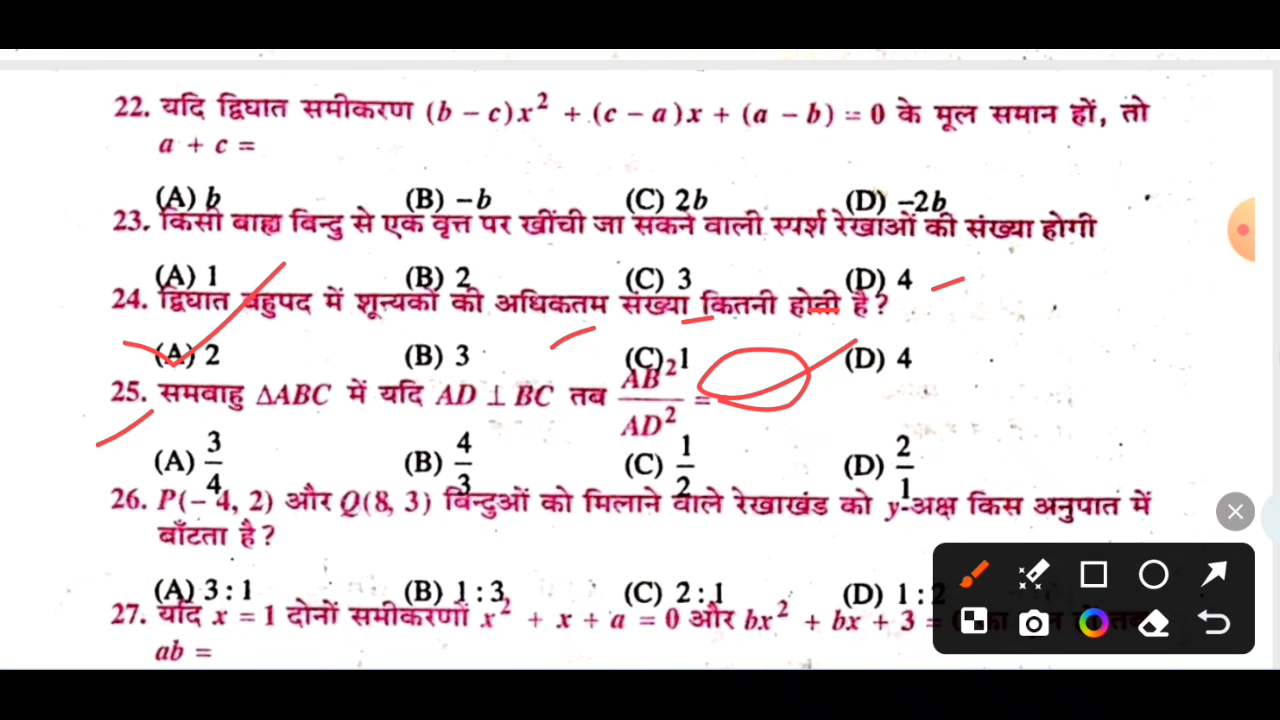 22. यदि द्विघात समीकरण (b – c)x² + (c – a)x + (a – b) = 0 के मूल समान हों, तो
a + c =
(A) b (B) –b (C) 2b (D) –2b
23. किसी बाह्य बिन्दु से एक वृत्त पर खींची जा सकने वाली स्पर्श रेखाओं की संख्या होगी
(A) 1 (B) 2 (C) 3 (D) 4
24. द्विघात बहुपद में शून्यकों की अधिकतम संख्या कितनी होती है?
(A) 2 (B) 3 (C) 1 (D) 4
25. समबाहु ΔABC में यदि AD ⊥ BC तब AB²/AD² =
(A) 3/4 (B) 4/3 (C) 1/2 (D) 2/1
26. P(– 4, 2) और Q(8, 3) बिन्दुओं को मिलाने वाले रेखाखंड को y-अक्ष किस अनुपात में
बाँटता है?
(A) 3 : 1 (B) 1 : 3 (C) 2 : 1 (D) 1 : 2
27. यदि x = 1 दोनों समीकरणों x² + x + a = 0 और bx² + bx + 3 =
ab =